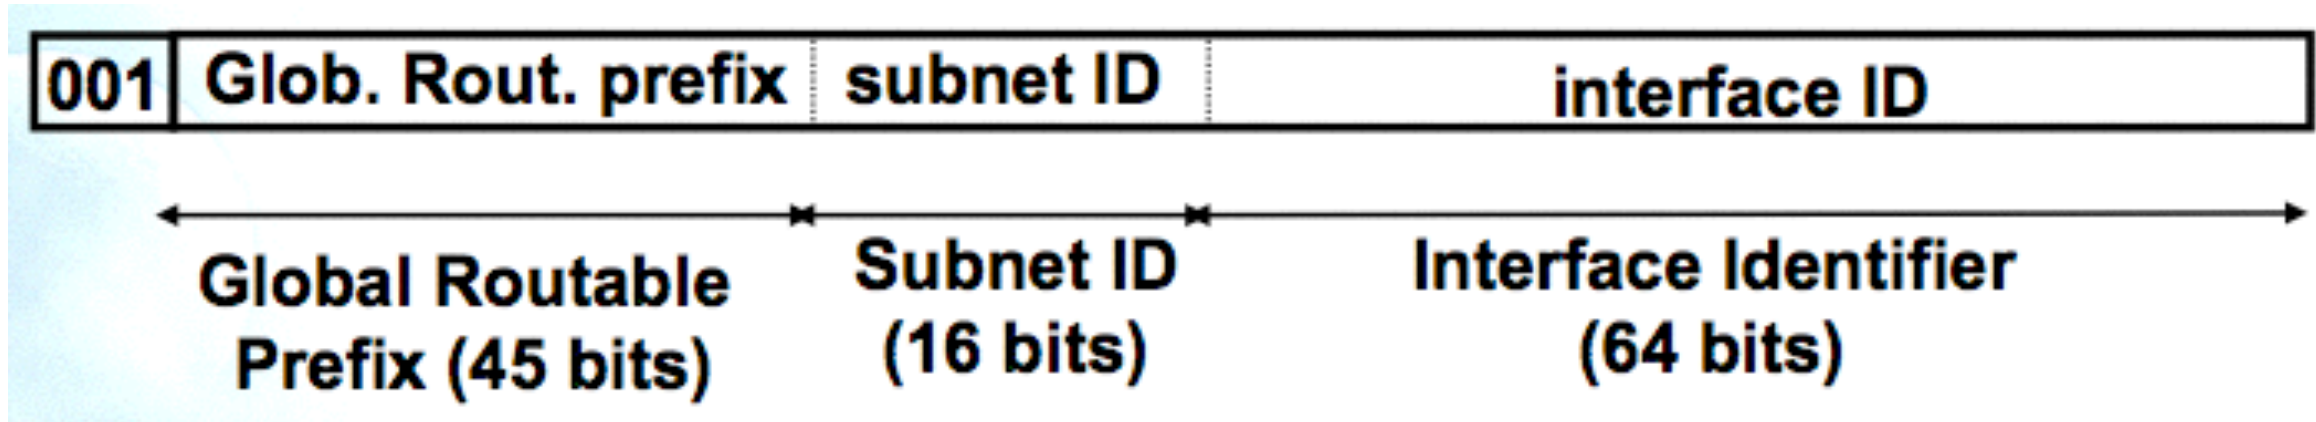 001 Glob. Rout. prefix subnet ID interface ID
Global Routable
Prefix (45 bits)
Subnet ID
(16 bits)
Interface Identifier
(64 bits)